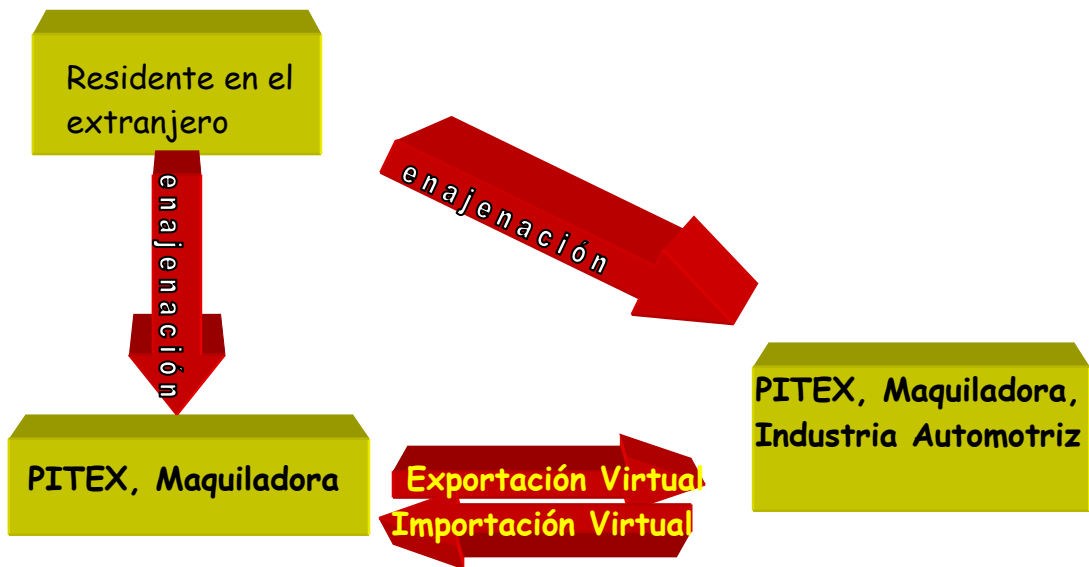 Residente en el
extranjero
enajenación
enajenación
PITEX, Maquiladora,
Industria Automotriz
PITEX, Maquiladora
Exportación Virtual
Importación Virtual